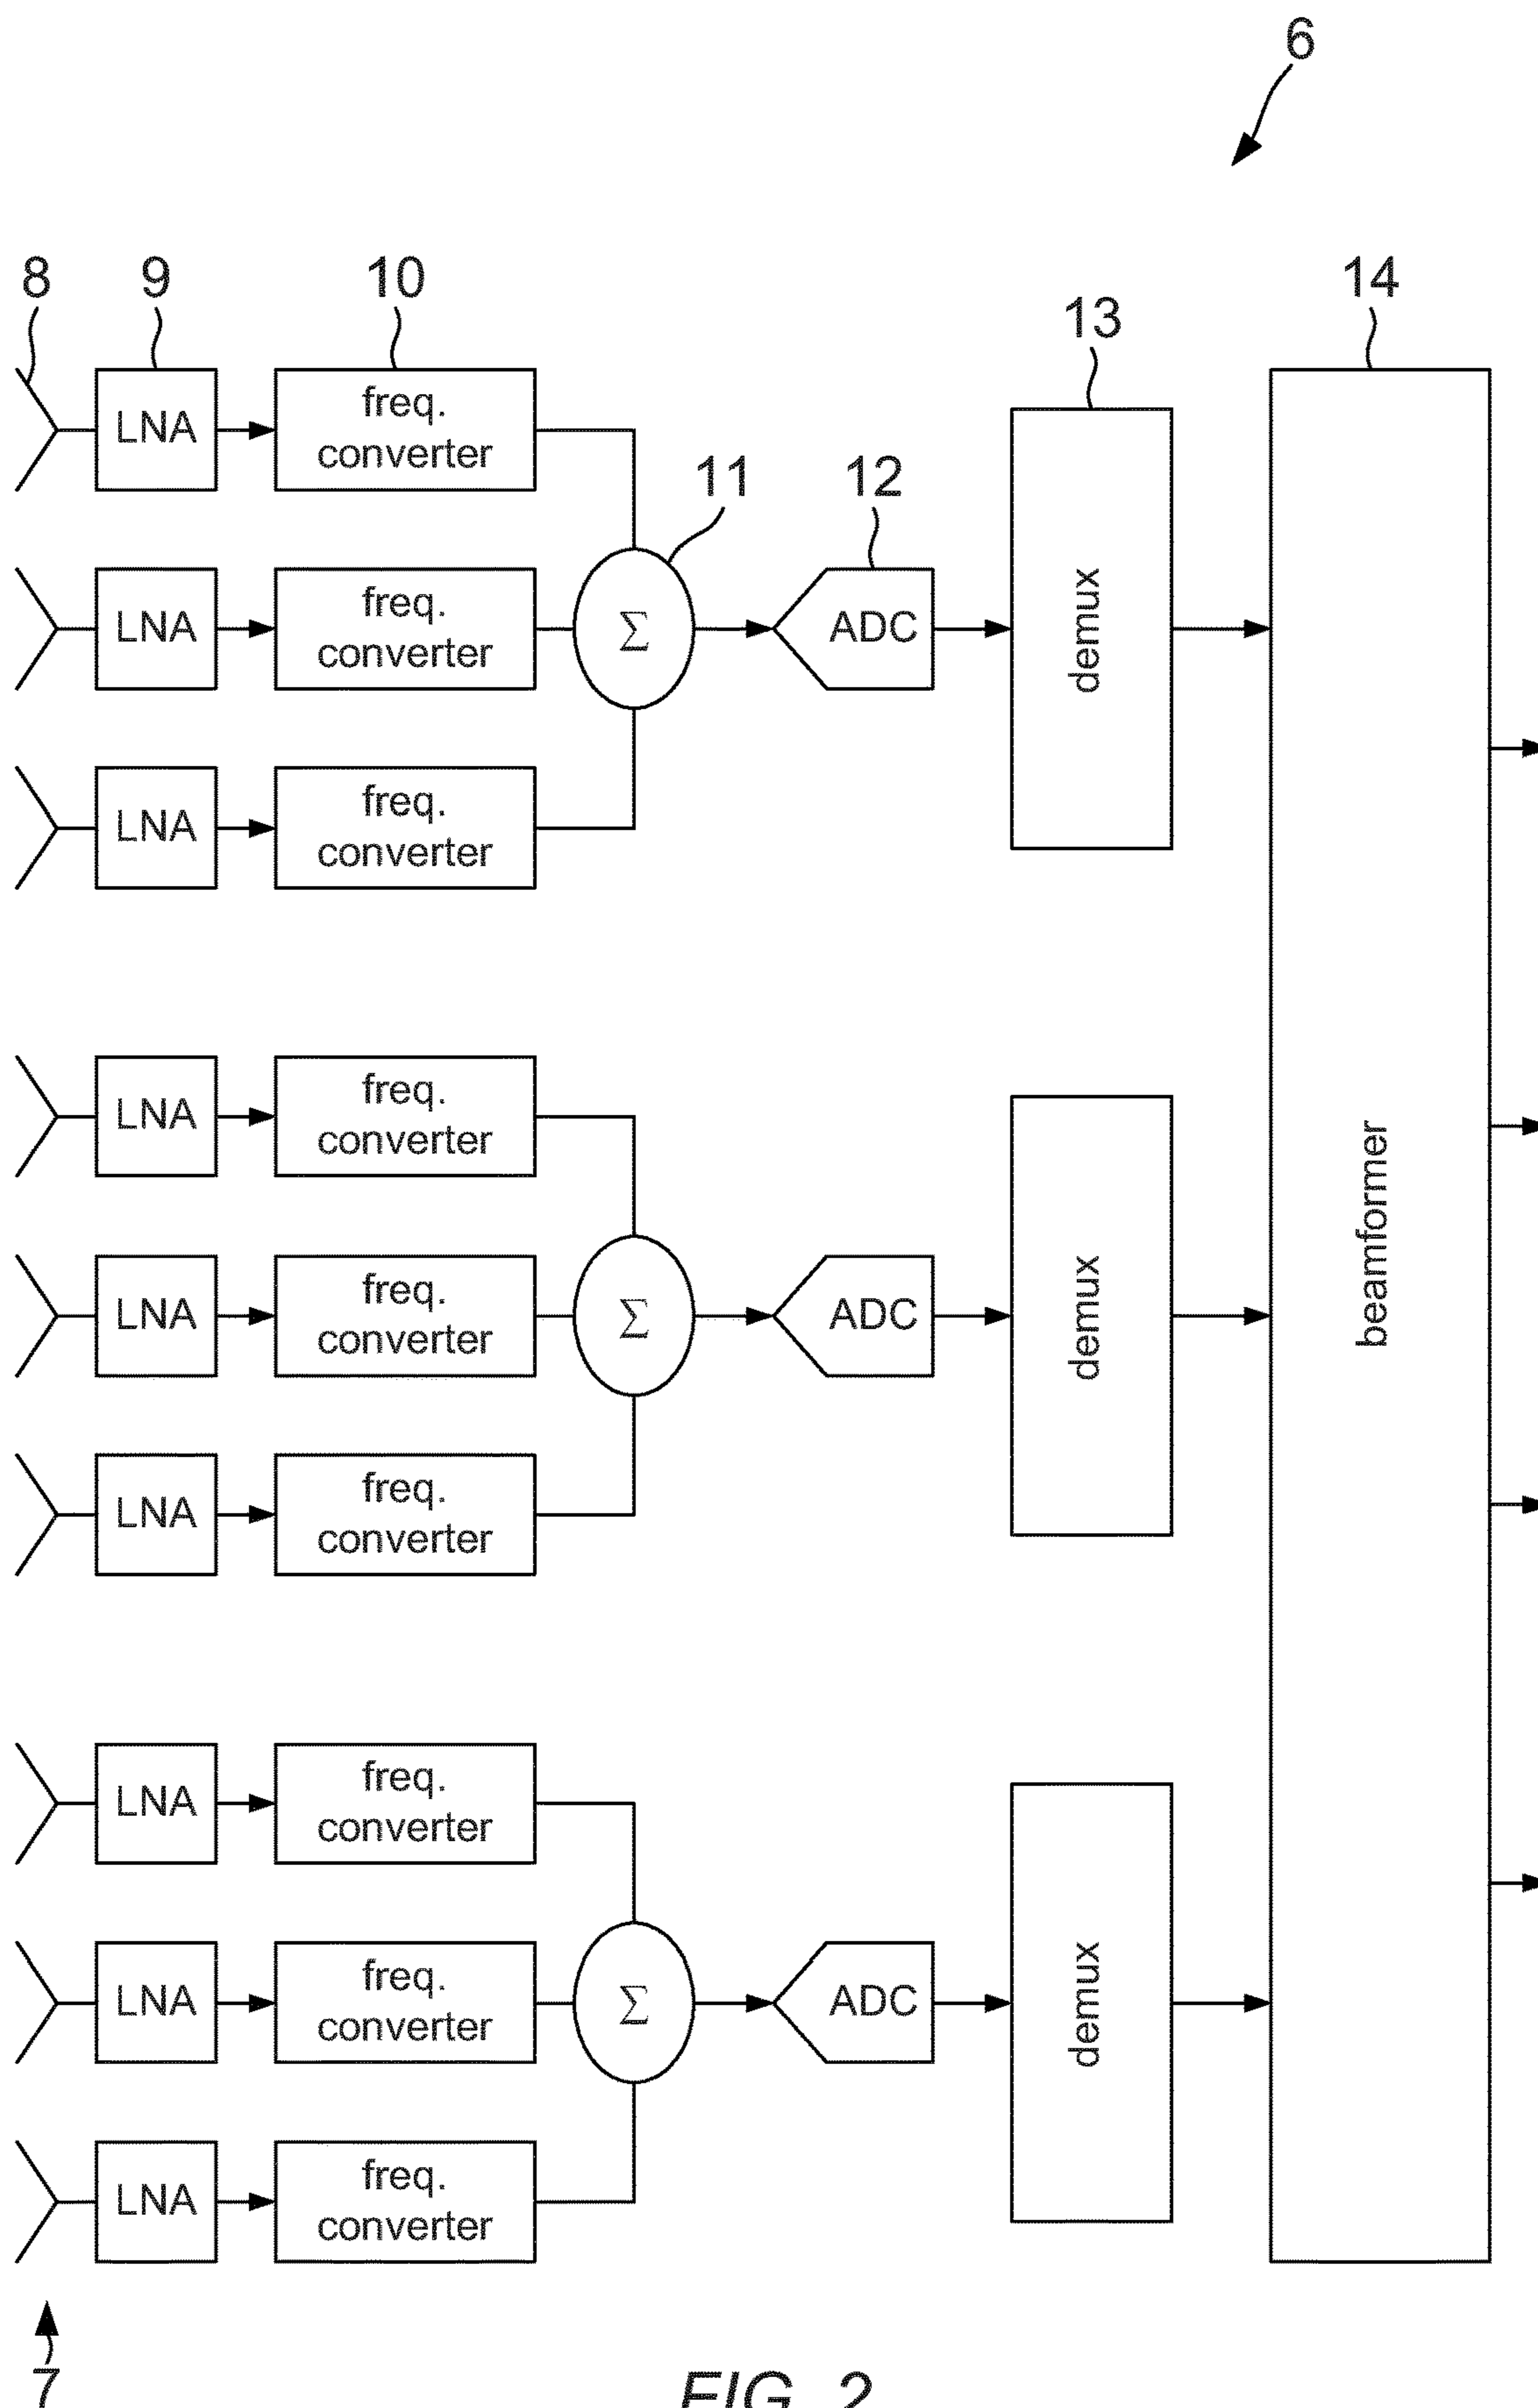 6
8
9
10
14
13
LNA
freq.
converter
11
12
LNA
freq.
converter
Σ
ADC
demux
LNA
freq.
converter
LNA
freq.
converter
LNA
freq.
converter
Σ
ADC
demux
beamformer
LNA
freq.
converter
LNA
freq.
converter
LNA
freq.
converter
Σ
ADC
demux
LNA
freq.
converter
7
FIG. 2